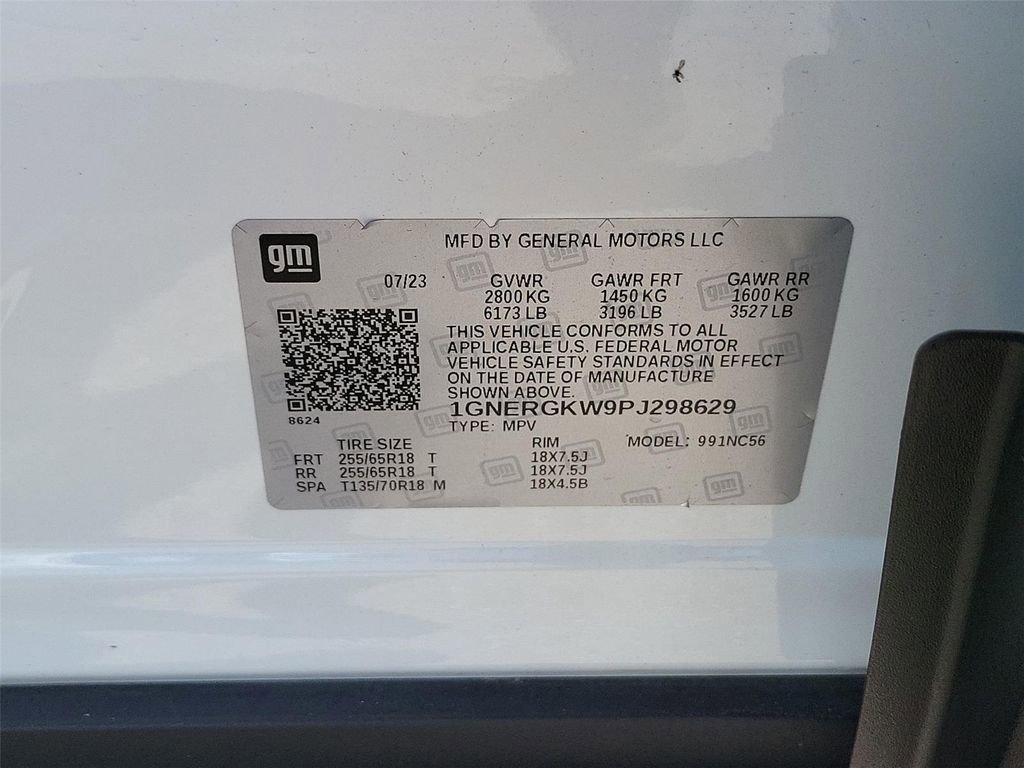 gm
MFD BY GENERAL MOTORS LLC
07/23 GVWR GAWR FRT GAWR RR
2800 KG 1450 KG 1600 KG
6173 LB 3196 LB 3527 LB
THIS VEHICLE CONFORMS TO ALL
APPLICABLE U.S. FEDERAL MOTOR
VEHICLE SAFETY STANDARDS IN EFFECT
ON THE DATE OF MANUFACTURE
SHOWN ABOVE.
1GNERGKW9PJ298629
8624
TYPE: MPV
TIRE SIZE RIM MODEL: 991NC56
FRT 255/65R18 T 18X7.5J
RR 255/65R18 T 18X7.5J
SPA T135/70R18 M 18X4.5B